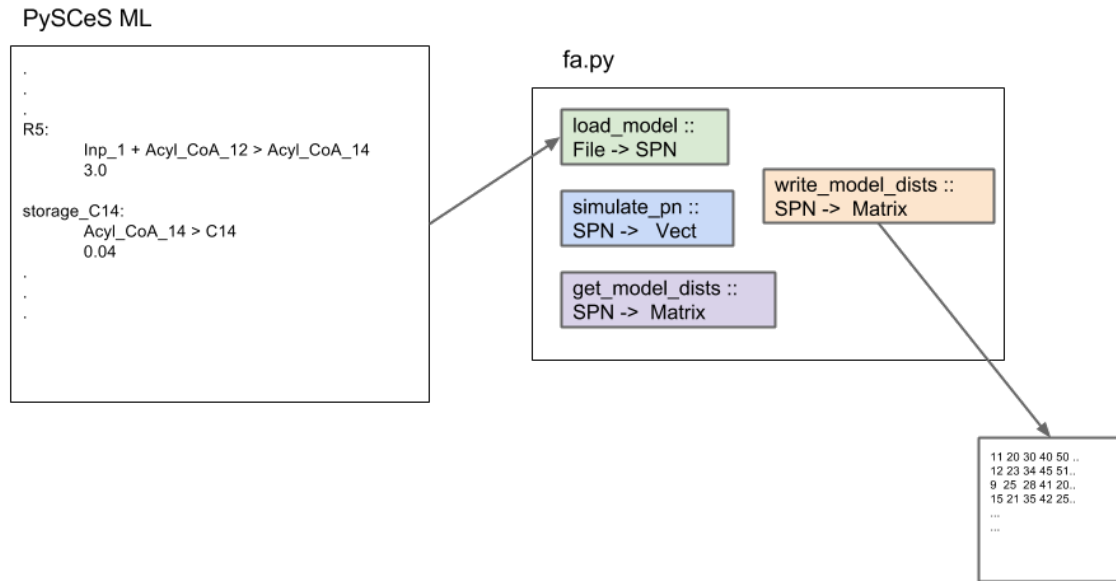 PySCeS ML
.
.
.
R5:
Inp_1 + Acyl_CoA_12 > Acyl_CoA_14
3.0
storage_C14:
Acyl_CoA_14 > C14
0.04
.
.
.
fa.py
load_model ::
File -> SPN
simulate_pn ::
SPN -> Vect
get_model_dists ::
SPN -> Matrix
write_model_dists ::
SPN -> Matrix
11 20 30 40 50 ..
12 23 34 45 51..
9 25 28 41 20..
15 21 35 42 25..
...
...